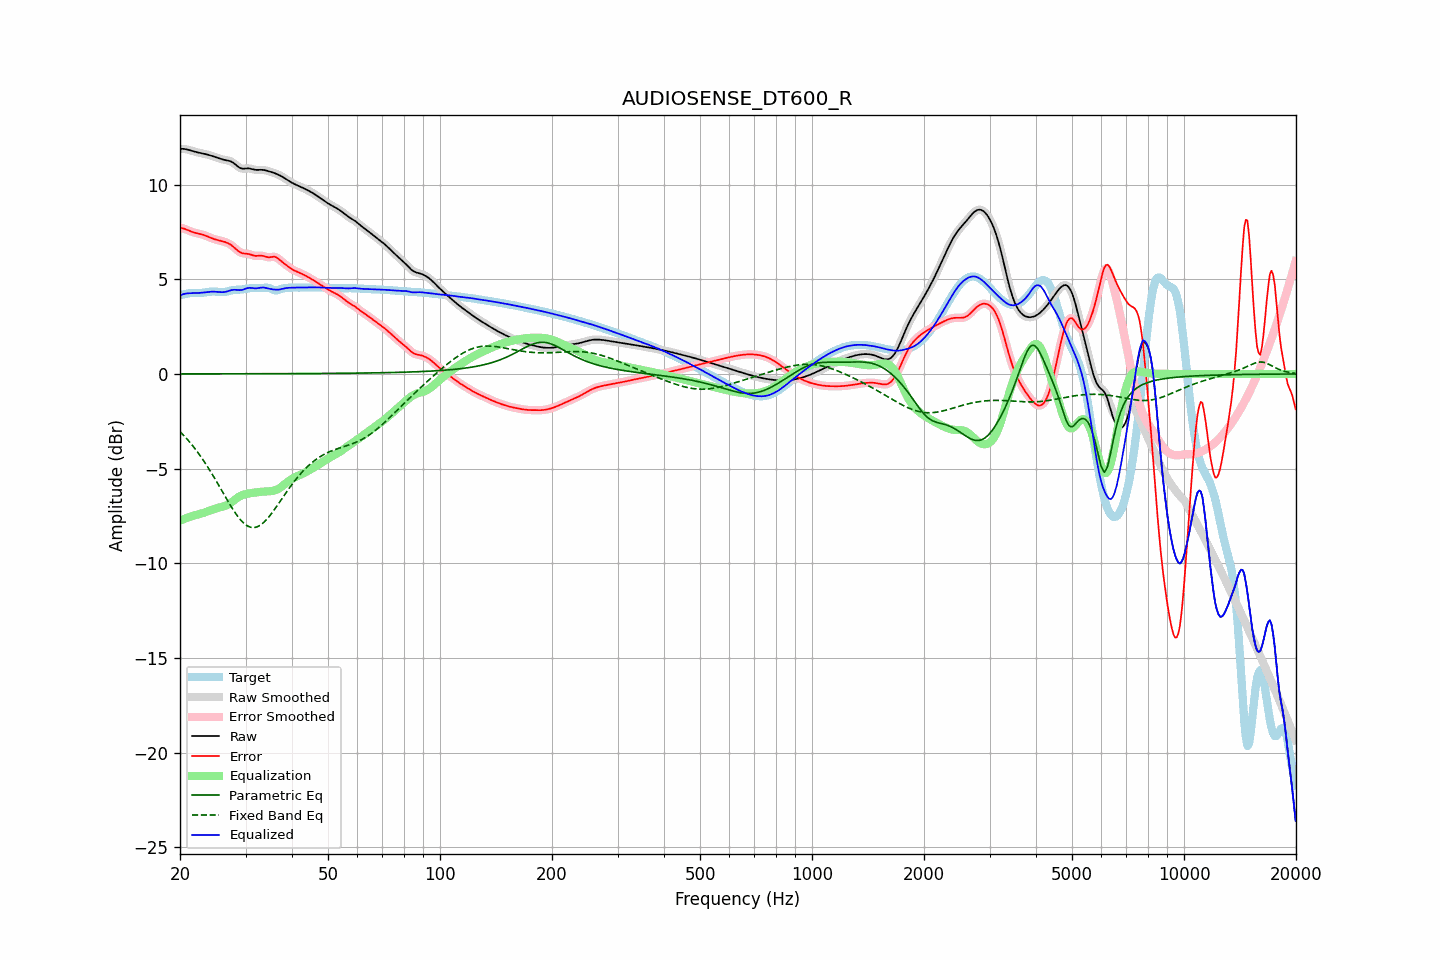 AUDIOSENSE_DT600_R
Amplitude (dBr)
10
5
0
−5
−10
−15
−20
−25
Target
Raw Smoothed
Error Smoothed
Raw
Error
Equalization
Parametric Eq
Fixed Band Eq
Equalized
20 50 100 200 500 1000 2000 5000 10000 20000
Frequency (Hz)